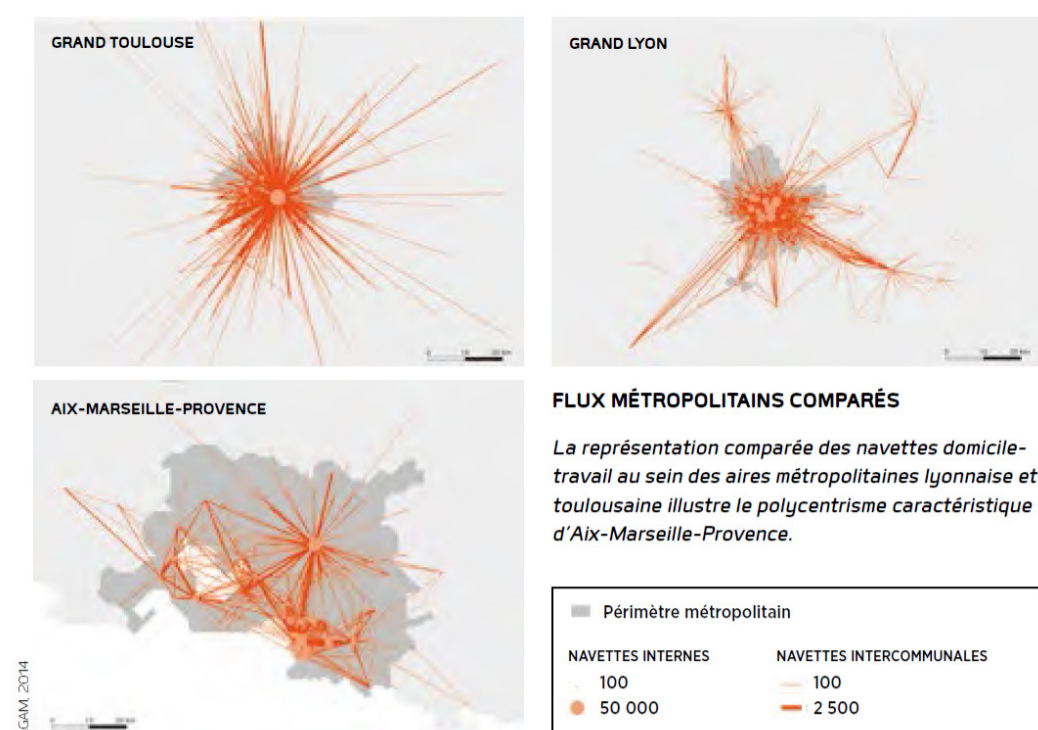 GRAND TOULOUSE
GRAND LYON
AIX-MARSEILLE-PROVENCE
FLUX MÉTROPOLITAINS COMPARÉS
La représentation comparée des navettes domicile-
travail au sein des aires métropolitaines lyonnaise et
toulousaine illustre le polycentrisme caractéristique
d'Aix-Marseille-Provence.
Périmètre métropolitain
NAVETTES INTERNES
100
50 000
NAVETTES INTERCOMMUNALES
100
2 500
GAM, 2014